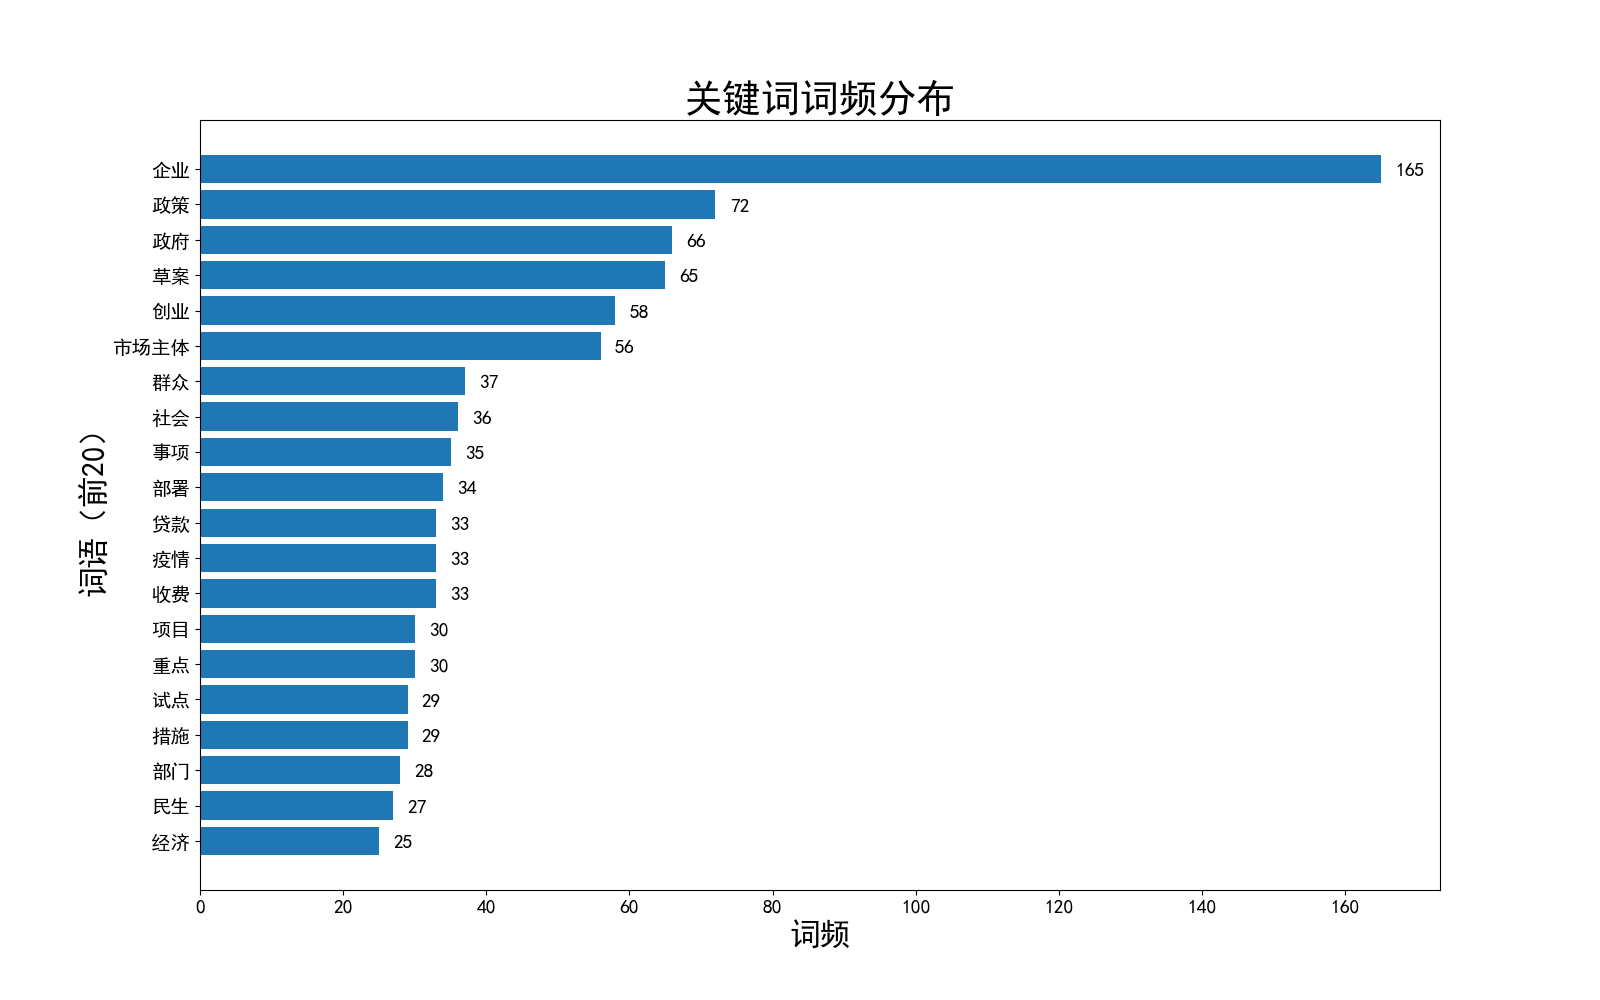 关键词词频分布
企业 165
政策 72
政府 66
草案 65
创业 58
市场主体 56
群众 37
社会 36
事项 35
部署 34
贷款 33
疫情 33
收费 33
项目 30
重点 30
试点 29
措施 29
部门 28
民生 27
经济 25
词语（前20）
0 20 40 60 80 100 120 140 160
词频